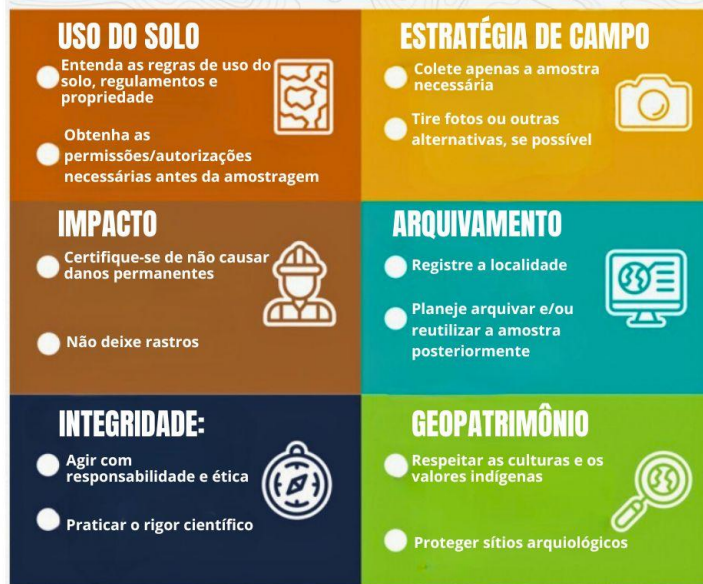 USO DO SOLO
Entenda as regras de uso do
solo, regulamentos e
propriedade
Obtenha as
permissões/autorizações
necessárias antes da amostragem
ESTRATÉGIA DE CAMPO
Colete apenas a amostra
necessária
Tire fotos ou outras
alternativas, se possível
IMPACTO
Certifique-se de não causar
danos permanentes
Não deixe rastros
ARQUIVAMENTO
Registre a localidade
Planeje arquivar e/ou
reutilizar a amostra
posteriormente
INTEGRIDADE:
Agir com
responsabilidade e ética
Praticar o rigor científico
GEOPATRIMÔNIO
Respeitar as culturas e os
valores indígenas
Proteger sítios arquiológicos